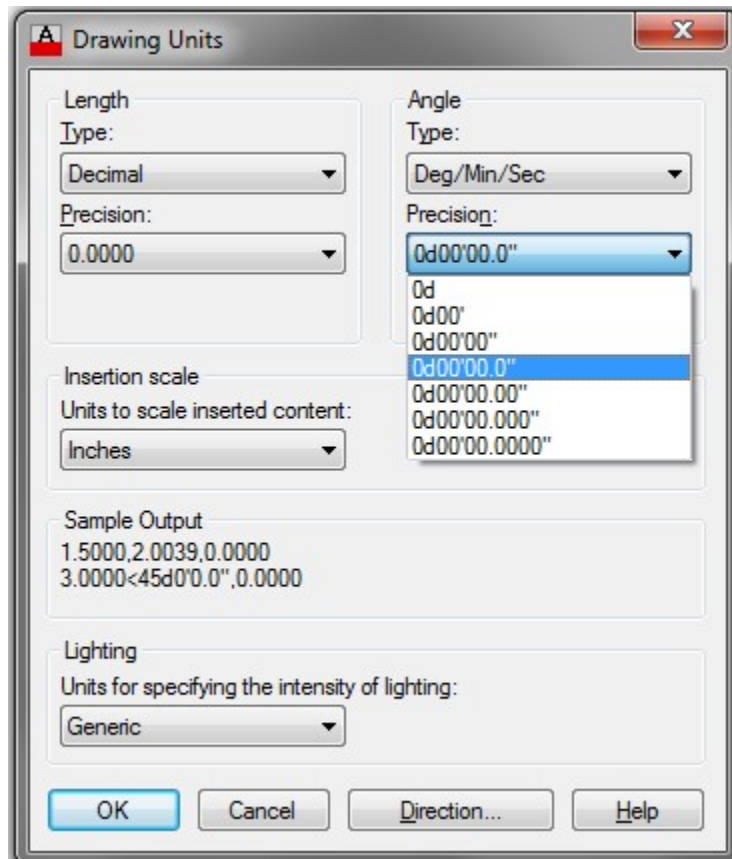 A Drawing Units
Length
Type:
Decimal
Precision:
0.0000
Angle
Type:
Deg/Min/Sec
Precision:
0d00'00.0"
0d
0d00'
0d00'00"
0d00'00.0"
0d00'00.00"
0d00'00.000"
0d00'00.0000"
Insertion scale
Units to scale inserted content:
Inches
Sample Output
1.5000,2.0039,0.0000
3.0000<45d0'0.0",0.0000
Lighting
Units for specifying the intensity of lighting:
Generic
OK Cancel Direction... Help